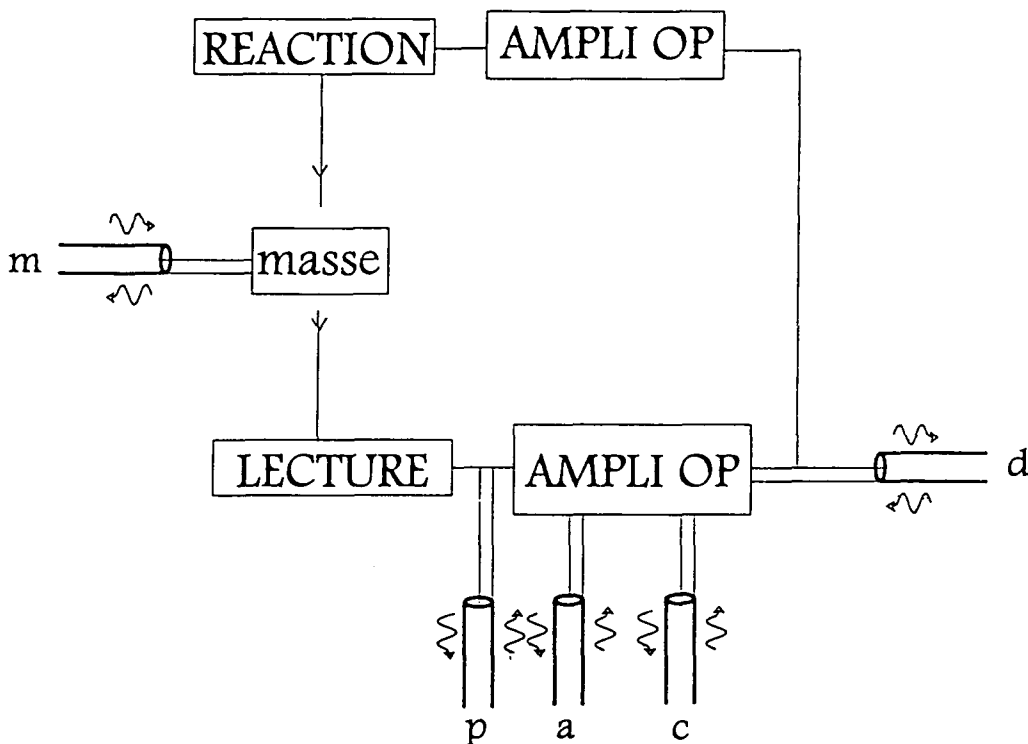 REACTION
AMPLI OP
m
masse
LECTURE
AMPLI OP
d
p
a
c